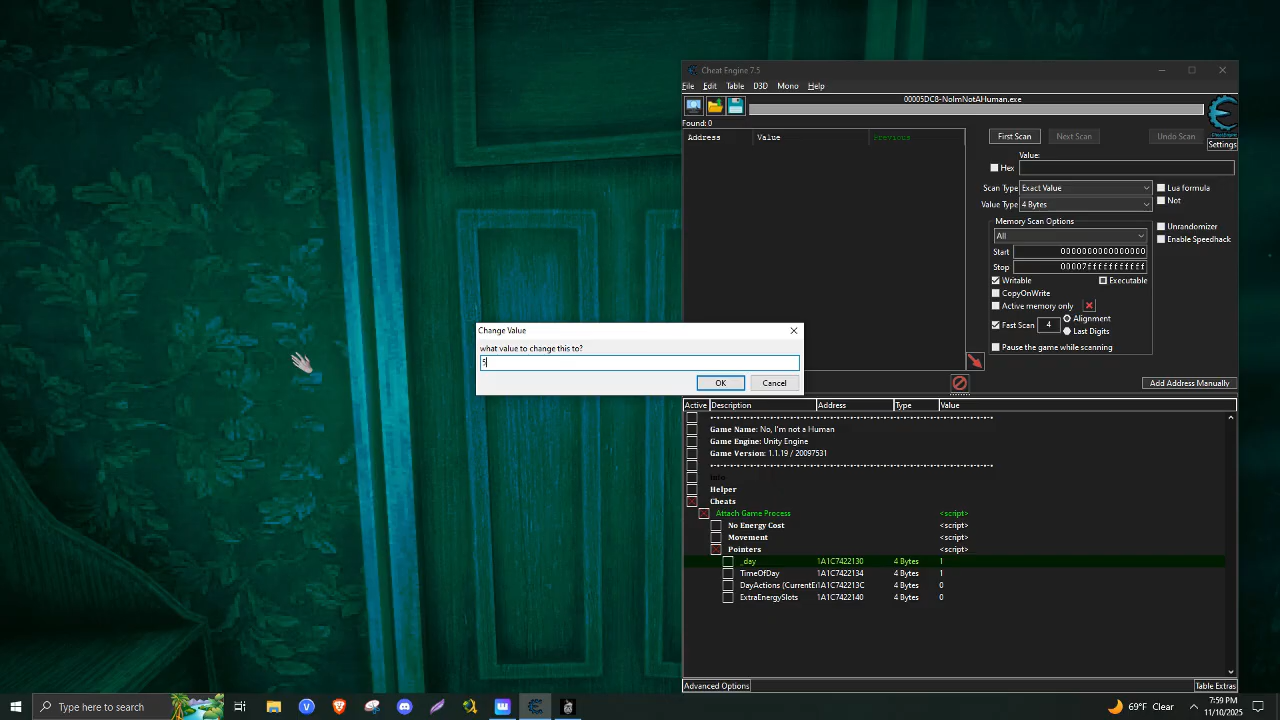 Cheat Engine 7.5
File Edit Table D3D Mono Help
00005DC8-NoImNotAHuman.exe
Found: 0
Address Value Previous
First Scan Next Scan Undo Scan
Settings
Value:
Hex
Scan Type Exact Value Lua formula
Value Type 4 Bytes Not
Memory Scan Options
All
Unrandomizer
Start 0000000000000000 Enable Speedhack
Stop 00007fffffffffff
Writable Executable
CopyOnWrite
Active memory only
Fast Scan 4 Alignment
Last Digits
Pause the game while scanning
Change Value
what value to change this to?
5
OK Cancel
Add Address Manually
Active Description Address Type Value
Game Name: No, I'm not a Human
Game Engine: Unity Engine
Game Version: 1.1.19 / 20097531
Info
Helper
Cheats
Attach Game Process <script>
No Energy Cost <script>
Movement <script>
Pointers <script>
_day 1A1C7422130 4 Bytes 1
TimeOfDay 1A1C7422134 4 Bytes 1
DayActions (CurrentEn 1A1C742213C 4 Bytes 0
ExtraEnergySlots 1A1C7422140 4 Bytes 0
Advanced Options Table Extras
Type here to search
69°F Clear
7:59 PM
11/10/2025